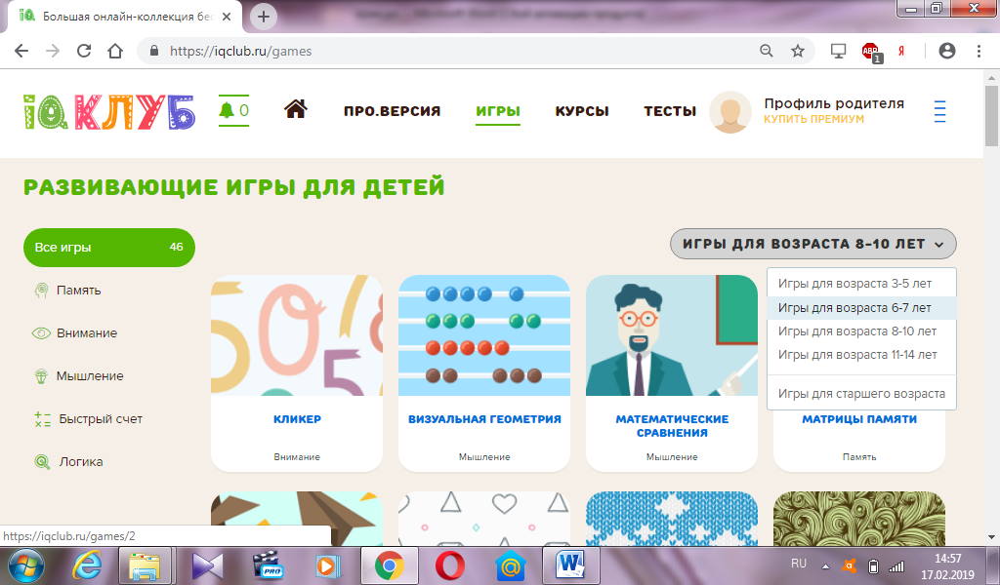 Большая онлайн-коллекция бес
https://iqclub.ru/games
ABP
1
Я
iQКЛУБ
0
ПРО.ВЕРСИЯ
ИГРЫ
КУРСЫ
ТЕСТЫ
Профиль родителя
КУПИТЬ ПРЕМИУМ
РАЗВИВАЮЩИЕ ИГРЫ ДЛЯ ДЕТЕЙ
Все игры 46
Память
Внимание
Мышление
Быстрый счет
Логика
ИГРЫ ДЛЯ ВОЗРАСТА 8-10 ЛЕТ
Игры для возраста 3-5 лет
Игры для возраста 6-7 лет
Игры для возраста 8-10 лет
Игры для возраста 11-14 лет
Игры для старшего возраста
КЛИКЕР
Внимание
ВИЗУАЛЬНАЯ ГЕОМЕТРИЯ
Мышление
МАТЕМАТИЧЕСКИЕ
СРАВНЕНИЯ
Мышление
МАТРИЦЫ ПАМЯТИ
Память
https://iqclub.ru/games/2
PRO
RU
14:57
17.02.2019